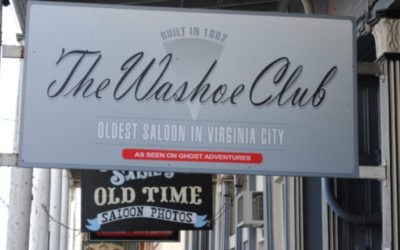 BUILT IN 1862
The Washoe Club
OLDEST SALOON IN VIRGINIA CITY
AS SEEN ON GHOST ADVENTURES
OLD TIME
SALOON PHOTOS